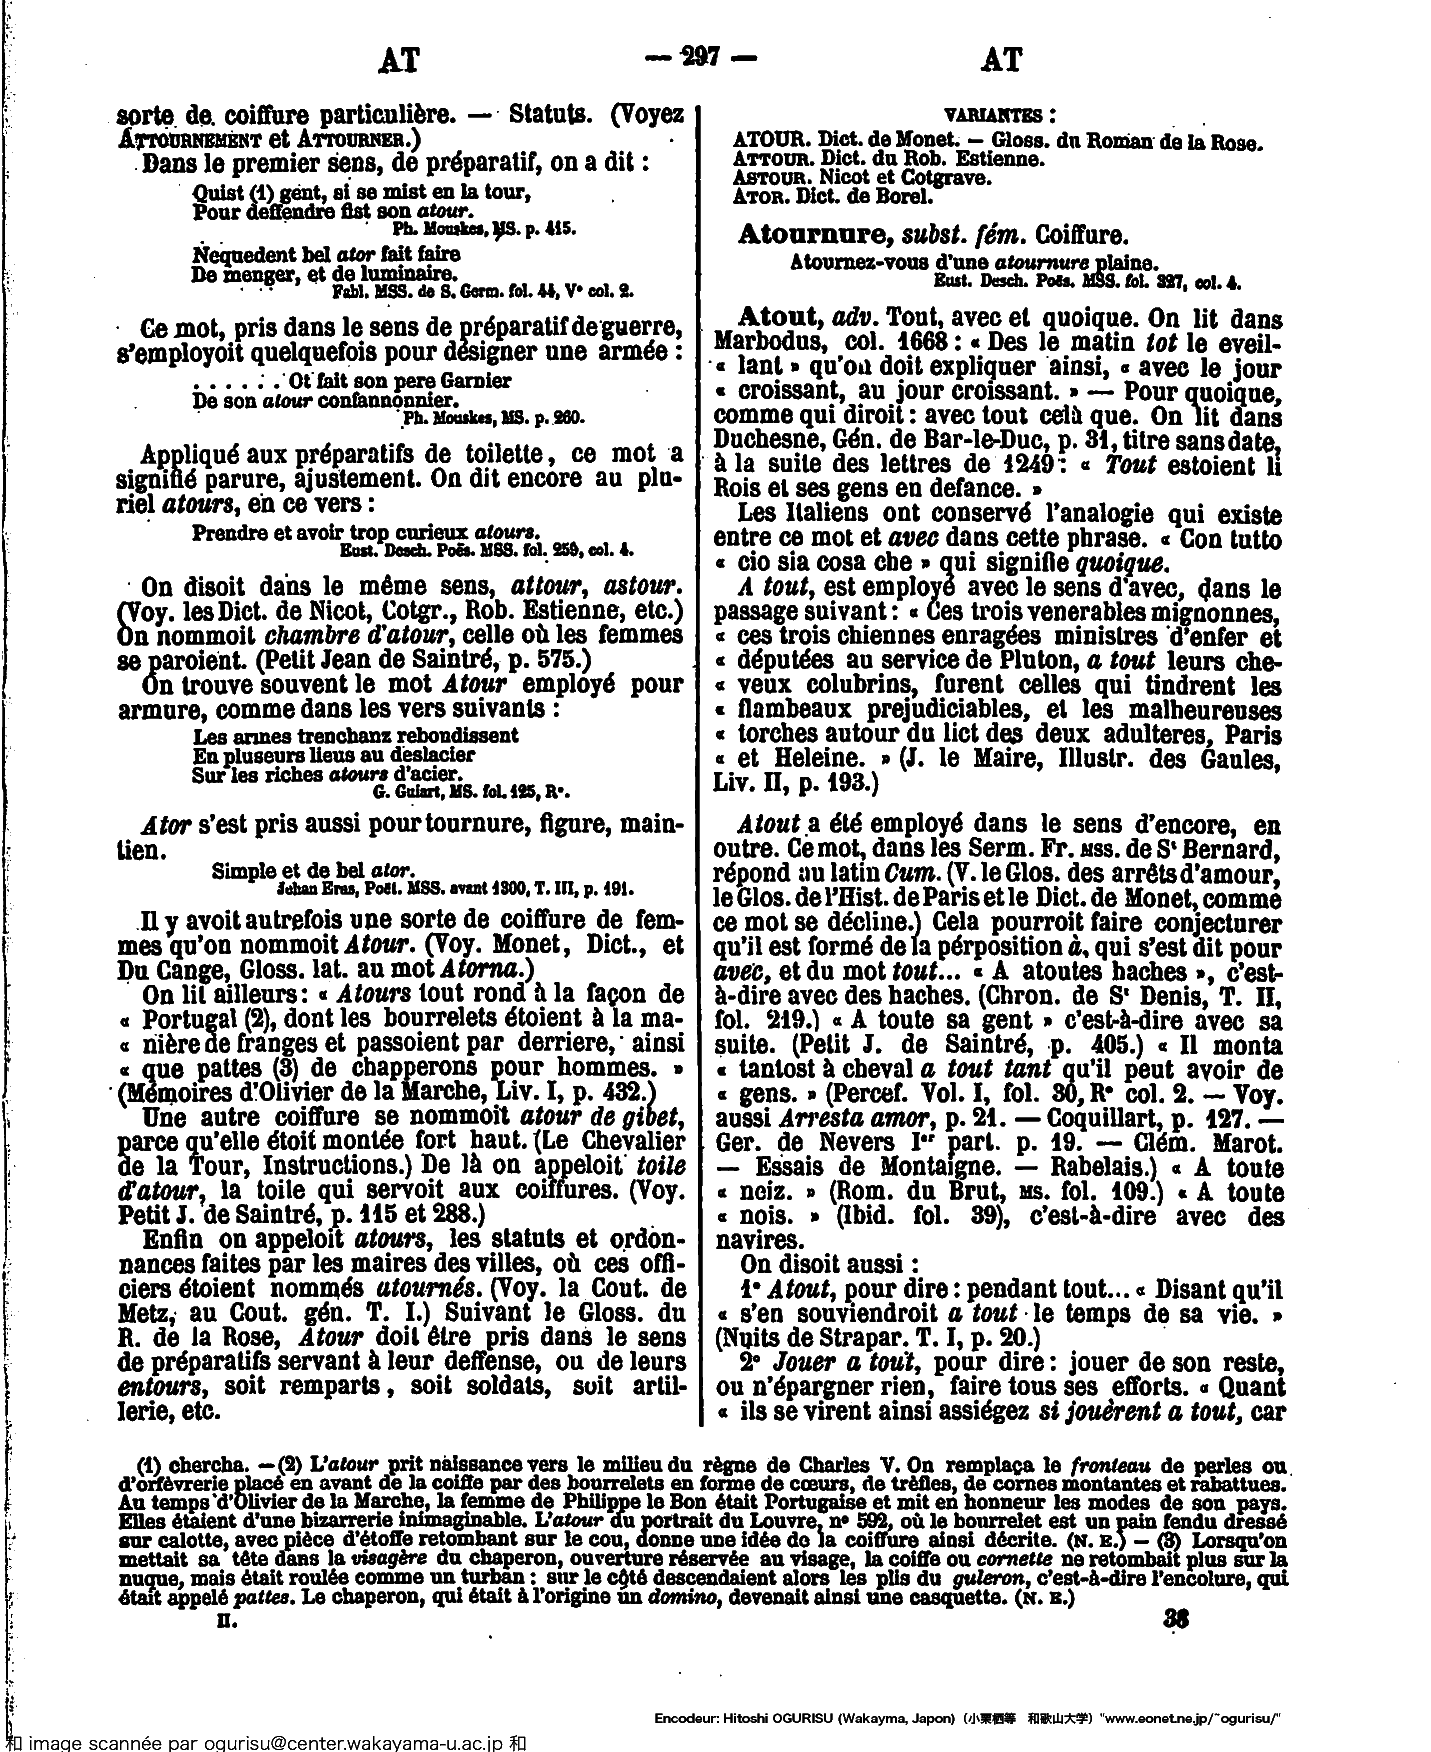 AT — 297 — AT
sorte de coiffure particulière. — Statuts. (Voyez
ATTOURNEMENT et ATTOURNER.)
Dans le premier sens, de préparatif, on a dit :
Quist (1) gent, si se mist en la tour,
Pour deffendre fist son atour.
Ph. Mouskes, MS. p. 415.
Nequedent bel ator fait faire
De menger, et de luminaire.
Fabl. MSS. de S. Germ. fol. 44, V° col. 2.
Ce mot, pris dans le sens de préparatif de guerre,
s'employoit quelquefois pour désigner une armée :
. . . . . . Ot fait son pere Garnier
De son atour confannonnier.
Ph. Mouskes, MS. p. 260.
Appliqué aux préparatifs de toilette, ce mot a
signifié parure, ajustement. On dit encore au plu-
riel atours, en ce vers :
Prendre et avoir trop curieux atours.
Eust. Desch. Poës. MSS. fol. 259, col. 4.
On disoit dans le même sens, attour, astour.
(Voy. les Dict. de Nicot, Cotgr., Rob. Estienne, etc.)
On nommoit chambre d'atour, celle où les femmes
se paroient. (Petit Jean de Saintré, p. 575.)
On trouve souvent le mot Atour employé pour
armure, comme dans les vers suivants :
Les armes trenchanz rebondissent
En pluseurs lieus au deslacier
Sur les riches atours d'acier.
G. Guiart, MS. fol. 125, R°.
Ator s'est pris aussi pour tournure, figure, main-
tien.
Simple et de bel ator.
Jehan Eras, Poët. MSS. avant 1300, T. III, p. 191.
Il y avoit autrefois une sorte de coiffure de fem-
mes qu'on nommoit Atour. (Voy. Monet, Dict., et
Du Cange, Gloss. lat. au mot Atorna.)
On lit ailleurs : « Atours tout rond à la façon de
« Portugal (2), dont les bourrelets étoient à la ma-
« nière de franges et passoient par derriere, ainsi
« que pattes (3) de chapperons pour hommes. »
(Mémoires d'Olivier de la Marche, Liv. I, p. 432.)
Une autre coiffure se nommoit atour de gibet,
parce qu'elle étoit montée fort haut. (Le Chevalier
de la Tour, Instructions.) De là on appeloit toile
d'atour, la toile qui servoit aux coiffures. (Voy.
Petit J. de Saintré, p. 115 et 288.)
Enfin on appeloit atours, les statuts et ordon-
nances faites par les maires des villes, où ces offi-
ciers étoient nommés atournés. (Voy. la Cout. de
Metz, au Cout. gén. T. I.) Suivant le Gloss. du
R. de la Rose, Atour doit être pris dans le sens
de préparatifs servant à leur deffense, ou de leurs
entours, soit remparts, soit soldats, soit artil-
lerie, etc.
VARIANTES :
ATOUR. Dict. de Monet. — Gloss. du Roman de la Rose.
ATTOUR. Dict. du Rob. Estienne.
ASTOUR. Nicot et Cotgrave.
ATOR. Dict. de Borel.
Atournure, subst. fém. Coiffure.
Atournez-vous d'une atournure plaine.
Eust. Desch. Poës. MSS. fol. 327, col. 4.
Atout, adv. Tout, avec et quoique. On lit dans
Marbodus, col. 1668 : « Des le matin tot le eveil-
« lant » qu'on doit expliquer ainsi, « avec le jour
« croissant, au jour croissant. » — Pour quoique,
comme qui diroit : avec tout celà que. On lit dans
Duchesne, Gén. de Bar-le-Duc, p. 31, titre sans date,
à la suite des lettres de 1249 : « Tout estoient li
Rois et ses gens en defance. »
Les Italiens ont conservé l'analogie qui existe
entre ce mot et avec dans cette phrase. « Con tutto
« cio sia cosa che » qui signifie quoique.
A tout, est employé avec le sens d'avec, dans le
passage suivant : « Ces trois venerables mignonnes,
« ces trois chiennes enragées ministres d'enfer et
« députées au service de Pluton, a tout leurs che-
« veux colubrins, furent celles qui tindrent les
« flambeaux prejudiciables, et les malheureuses
« torches autour du lict des deux adulteres, Paris
« et Heleine. » (J. le Maire, Illustr. des Gaules,
Liv. II, p. 193.)
Atout a été employé dans le sens d'encore, en
outre. Ce mot, dans les Serm. Fr. MSS. de St Bernard,
répond au latin Cum. (V. le Glos. des arrêts d'amour,
le Glos. de l'Hist. de Paris et le Dict. de Monet, comme
ce mot se décline.) Cela pourroit faire conjecturer
qu'il est formé de la pérposition à, qui s'est dit pour
avec, et du mot tout... « A atoutes haches », c'est-
à-dire avec des haches. (Chron. de St Denis, T. II,
fol. 219.) « A toute sa gent » c'est-à-dire avec sa
suite. (Petit J. de Saintré, p. 405.) « Il monta
« tantost à cheval a tout tant qu'il peut avoir de
« gens. » (Percef. Vol. I, fol. 30, R° col. 2. — Voy.
aussi Arresta amor, p. 21. — Coquillart, p. 127. —
Ger. de Nevers Ier part. p. 19. — Clém. Marot.
— Essais de Montaigne. — Rabelais.) « A toute
« neiz. » (Rom. du Brut, MS. fol. 109.) « A toute
« nois. » (Ibid. fol. 39), c'est-à-dire avec des
navires.
On disoit aussi :
1° Atout, pour dire : pendant tout... « Disant qu'il
« s'en souviendroit a tout le temps de sa vie. »
(Nuits de Strapar. T. I, p. 20.)
2° Jouer a tout, pour dire : jouer de son reste,
ou n'épargner rien, faire tous ses efforts. « Quant
« ils se virent ainsi assiégez si jouèrent a tout, car
(1) chercha. — (2) L'atour prit naissance vers le milieu du règne de Charles V. On remplaça le fronteau de perles ou
d'orfèvrerie placé en avant de la coiffe par des bourrelets en forme de cœurs, de trèfles, de cornes montantes et rabattues.
Au temps d'Olivier de la Marche, la femme de Philippe le Bon était Portugaise et mit en honneur les modes de son pays.
Elles étaient d'une bizarrerie inimaginable. L'atour du portrait du Louvre, n° 592, où le bourrelet est un pain fendu dressé
sur calotte, avec pièce d'étoffe retombant sur le cou, donne une idée de la coiffure ainsi décrite. (N. E.) — (3) Lorsqu'on
mettait sa tête dans la visagère du chaperon, ouverture réservée au visage, la coiffe ou cornette ne retombait plus sur la
nuque, mais était roulée comme un turban : sur le côté descendaient alors les plis du guleron, c'est-à-dire l'encolure, qui
était appelé pattes. Le chaperon, qui était à l'origine un domino, devenait ainsi une casquette. (N. E.)
II. 38
Encodeur: Hitoshi OGURISU (Wakayma, Japon) (小栗栖等 和歌山大学) "www.eonet.ne.jp/~ogurisu/"
和 image scannée par ogurisu@center.wakayama-u.ac.jp 和